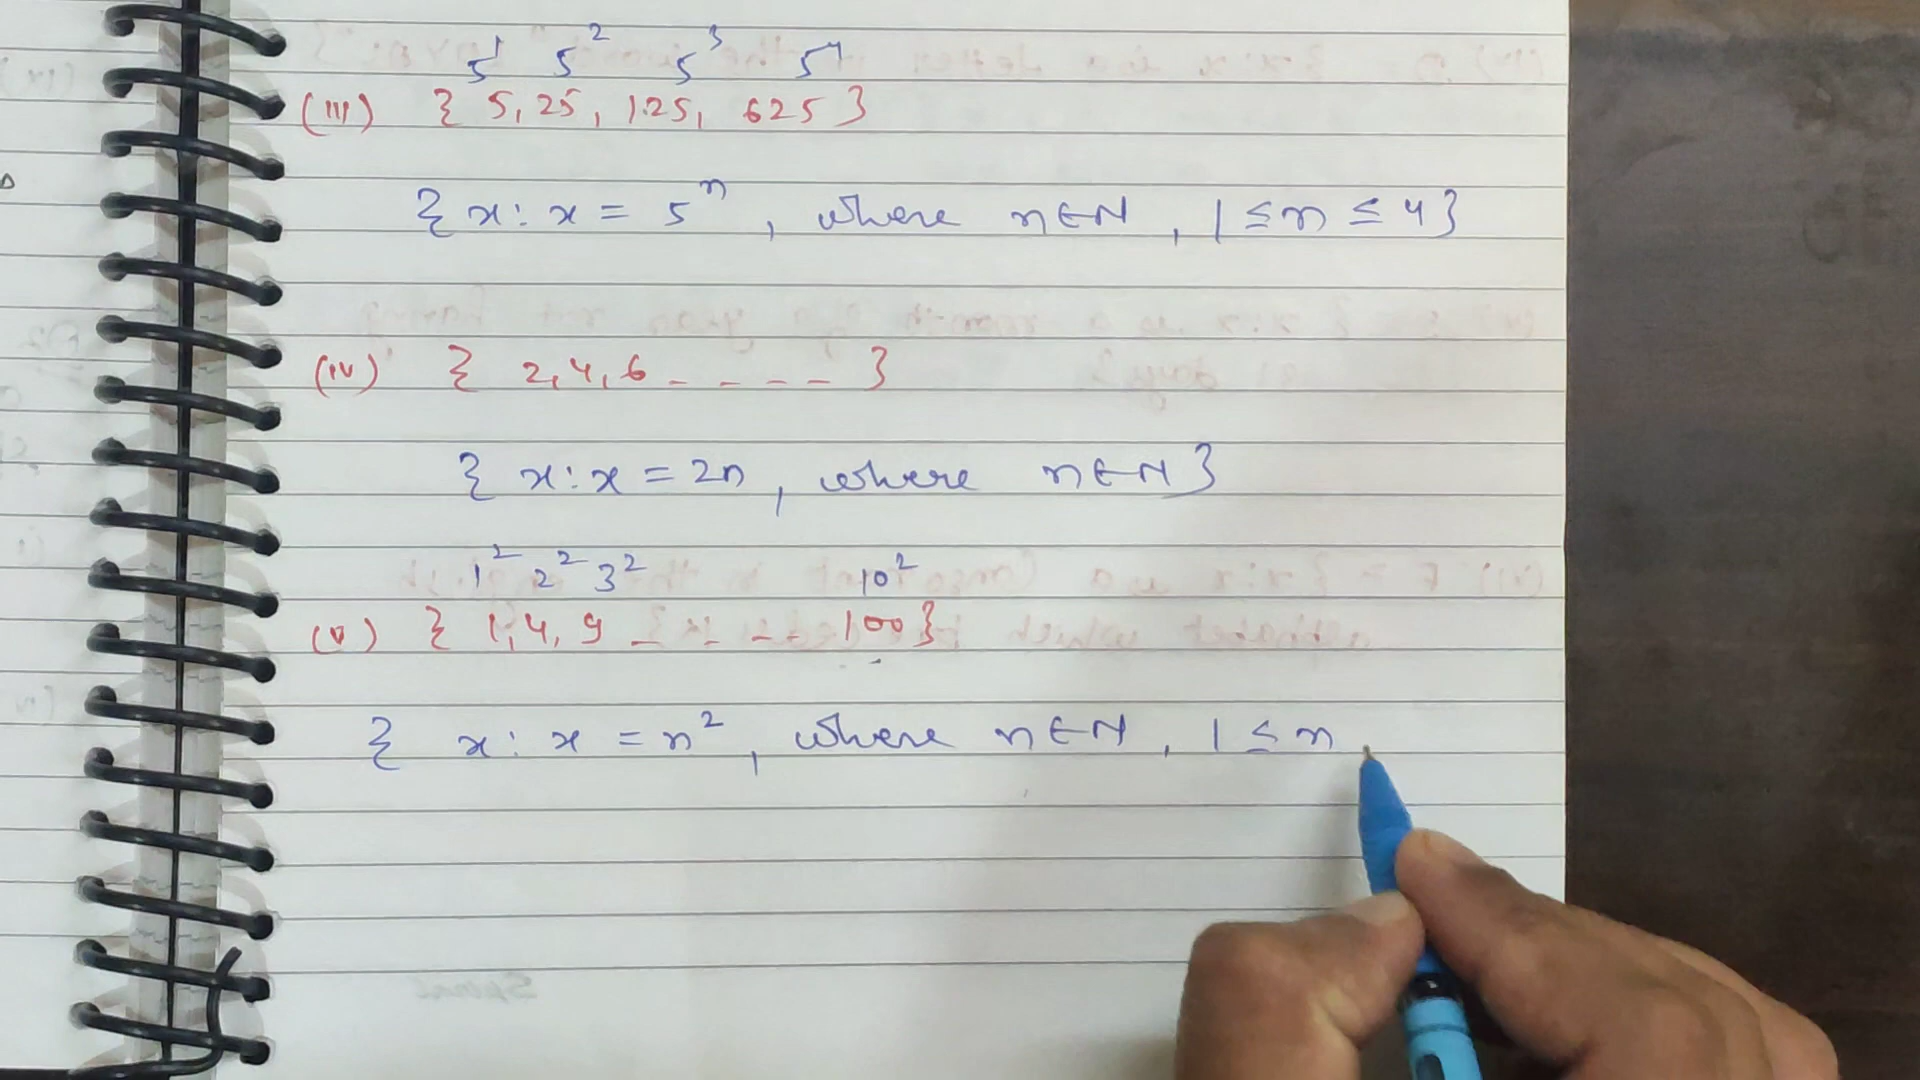 5¹ 5² 5³ 5⁴
(III) { 5, 25, 125, 625 }
{ x : x = 5ⁿ, where n ∈ N, 1 ≤ n ≤ 4 }
(IV) { 2, 4, 6 _ _ _ _ }
{ x : x = 2n, where n ∈ N }
1² 2² 3² 10²
(V) { 1, 4, 9 _ _ _ _ 100 }
{ x : x = n², where n ∈ N, 1 ≤ n